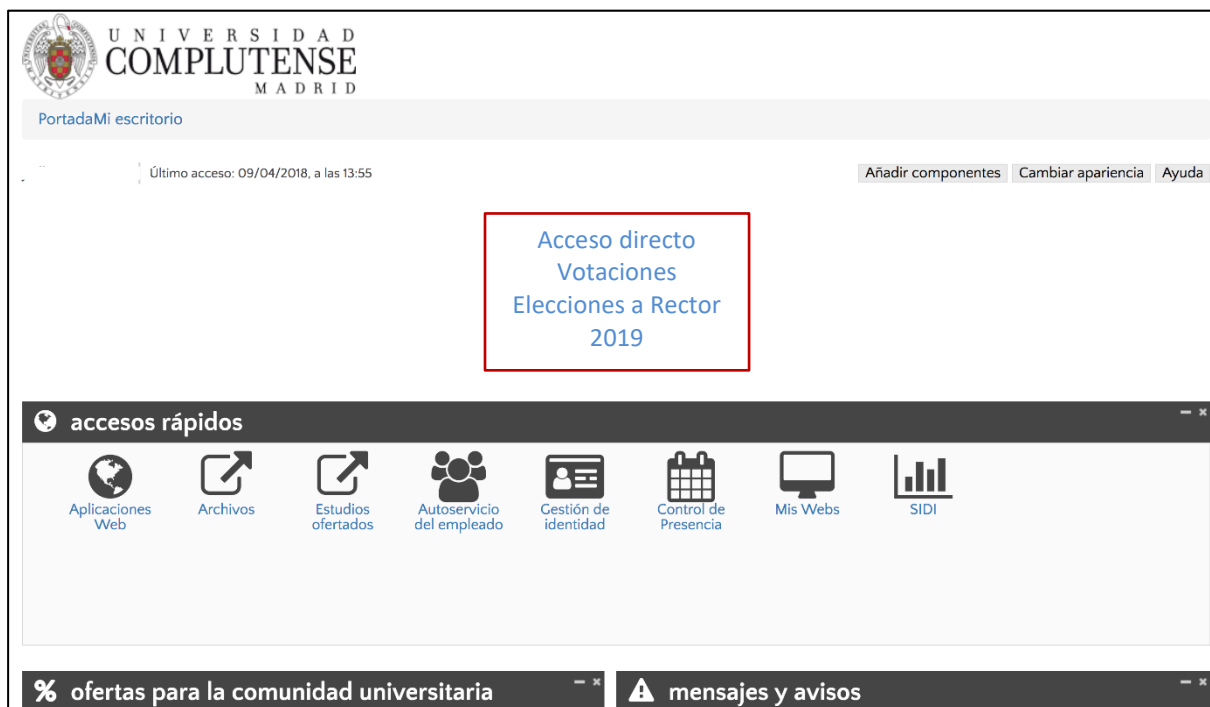 UNIVERSIDAD
COMPLUTENSE
MADRID
PortadaMi escritorio
Último acceso: 09/04/2018, a las 13:55
Añadir componentes Cambiar apariencia Ayuda
Acceso directo
Votaciones
Elecciones a Rector
2019
accesos rápidos
Aplicaciones Web
Archivos
Estudios ofertados
Autoservicio del empleado
Gestión de identidad
Control de Presencia
Mis Webs
SIDI
% ofertas para la comunidad universitaria
mensajes y avisos